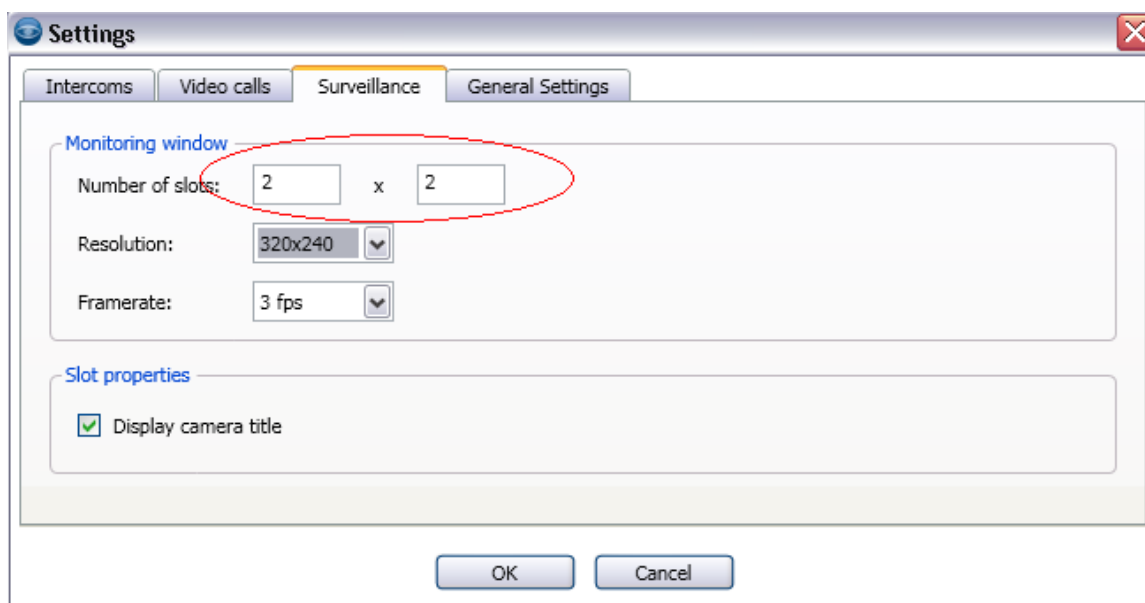 Settings
Intercoms Video calls Surveillance General Settings
Monitoring window
Number of slots: 2 x 2
Resolution: 320x240
Framerate: 3 fps
Slot properties
Display camera title
OK Cancel